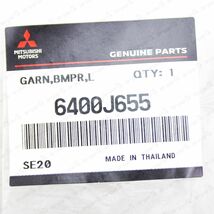 MITSUBISHI
MOTORS
GENUINE PARTS
GARN,BMPR,L
QTY: 1
6400J655
MADE IN THAILAND
SE20